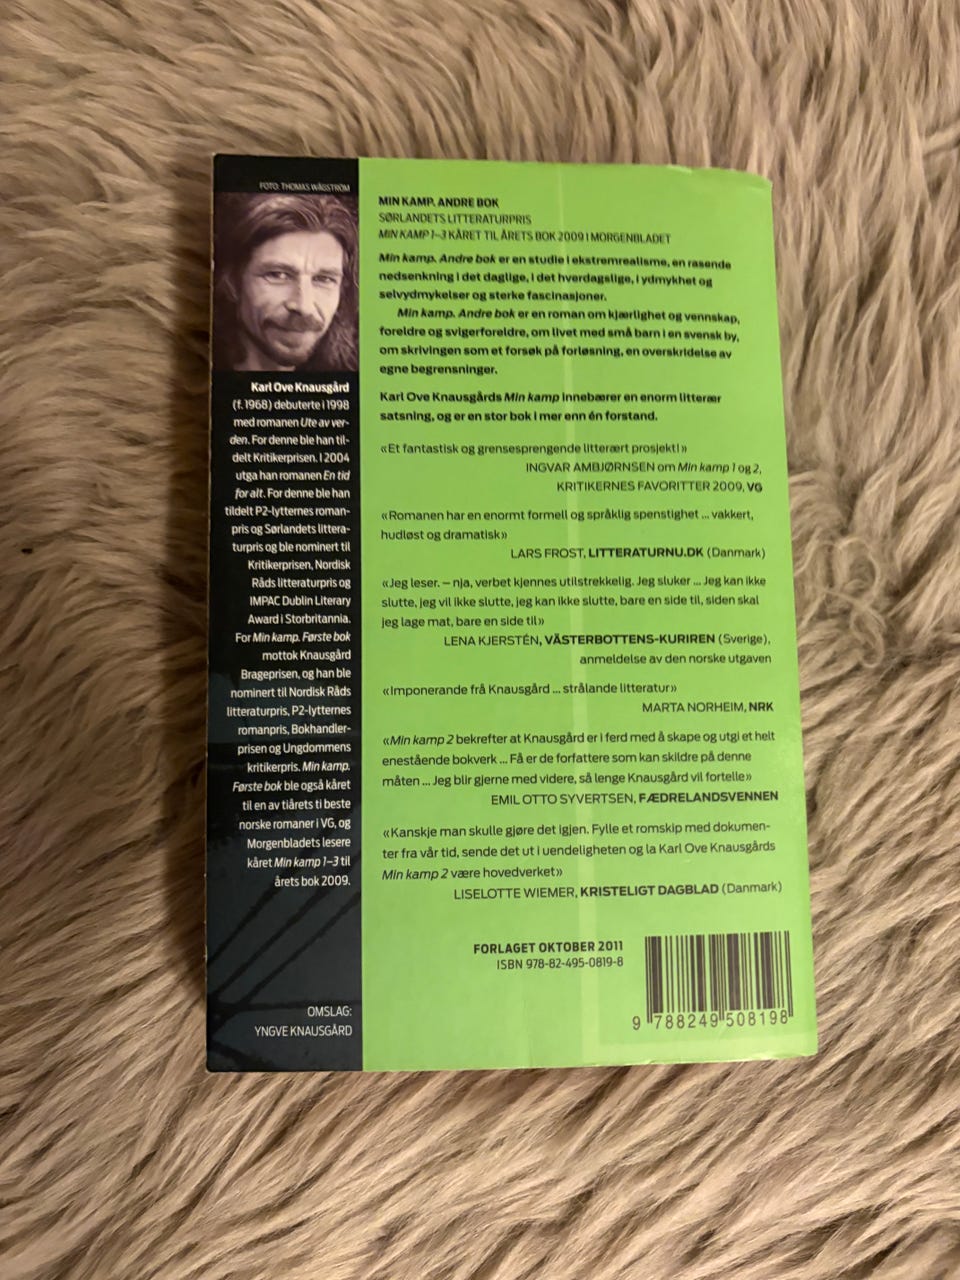 FOTO: THOMAS WÅGSTRÖM
Karl Ove Knausgård
(f. 1968) debuterte i 1998
med romanen Ute av ver-
den. For denne ble han til-
delt Kritikerprisen. I 2004
utga han romanen En tid
for alt. For denne ble han
tildelt P2-lytternes roman-
pris og Sørlandets littera-
turpris og ble nominert til
Kritikerprisen, Nordisk
Råds litteraturpris og
IMPAC Dublin Literary
Award i Storbritannia.
For Min kamp. Første bok
mottok Knausgård
Brageprisen, og han ble
nominert til Nordisk Råds
litteraturpris, P2-lytternes
romanpris, Bokhandler-
prisen og Ungdommens
kritikerpris. Min kamp.
Første bok ble også kåret
til en av tiårets ti beste
norske romaner i VG, og
Morgenbladets lesere
kåret Min kamp 1–3 til
årets bok 2009.
OMSLAG:
YNGVE KNAUSGÅRD
MIN KAMP. ANDRE BOK
SØRLANDETS LITTERATURPRIS
MIN KAMP 1–3 KÅRET TIL ÅRETS BOK 2009 I MORGENBLADET
Min kamp. Andre bok er en studie i ekstremrealisme, en rasende
nedsenkning i det daglige, i det hverdagslige, i ydmykhet og
selvydmykelser og sterke fascinasjoner.
Min kamp. Andre bok er en roman om kjærlighet og vennskap,
foreldre og svigerforeldre, om livet med små barn i en svensk by,
om skrivingen som et forsøk på forløsning, en overskridelse av
egne begrensninger.
Karl Ove Knausgårds Min kamp innebærer en enorm litterær
satsning, og er en stor bok i mer enn én forstand.
«Et fantastisk og grensesprengende litterært prosjekt!»
INGVAR AMBJØRNSEN om Min kamp 1 og 2,
KRITIKERNES FAVORITTER 2009, VG
«Romanen har en enormt formell og språklig spenstighet ... vakkert,
hudløst og dramatisk»
LARS FROST, LITTERATURNU.DK (Danmark)
«Jeg leser. – nja, verbet kjennes utilstrekkelig. Jeg sluker ... Jeg kan ikke
slutte, jeg vil ikke slutte, jeg kan ikke slutte, bare en side til, siden skal
jeg lage mat, bare en side til»
LENA KJERSTÉN, VÄSTERBOTTENS-KURIREN (Sverige),
anmeldelse av den norske utgaven
«Imponerande frå Knausgård ... strålande litteratur»
MARTA NORHEIM, NRK
«Min kamp 2 bekrefter at Knausgård er i ferd med å skape og utgi et helt
enestående bokverk ... Få er de forfattere som kan skildre på denne
måten ... Jeg blir gjerne med videre, så lenge Knausgård vil fortelle»
EMIL OTTO SYVERTSEN, FÆDRELANDSVENNEN
«Kanskje man skulle gjøre det igjen. Fylle et romskip med dokumen-
ter fra vår tid, sende det ut i uendeligheten og la Karl Ove Knausgårds
Min kamp 2 være hovedverket»
LISELOTTE WIEMER, KRISTELIGT DAGBLAD (Danmark)
FORLAGET OKTOBER 2011
ISBN 978-82-495-0819-8
9 788249 508198